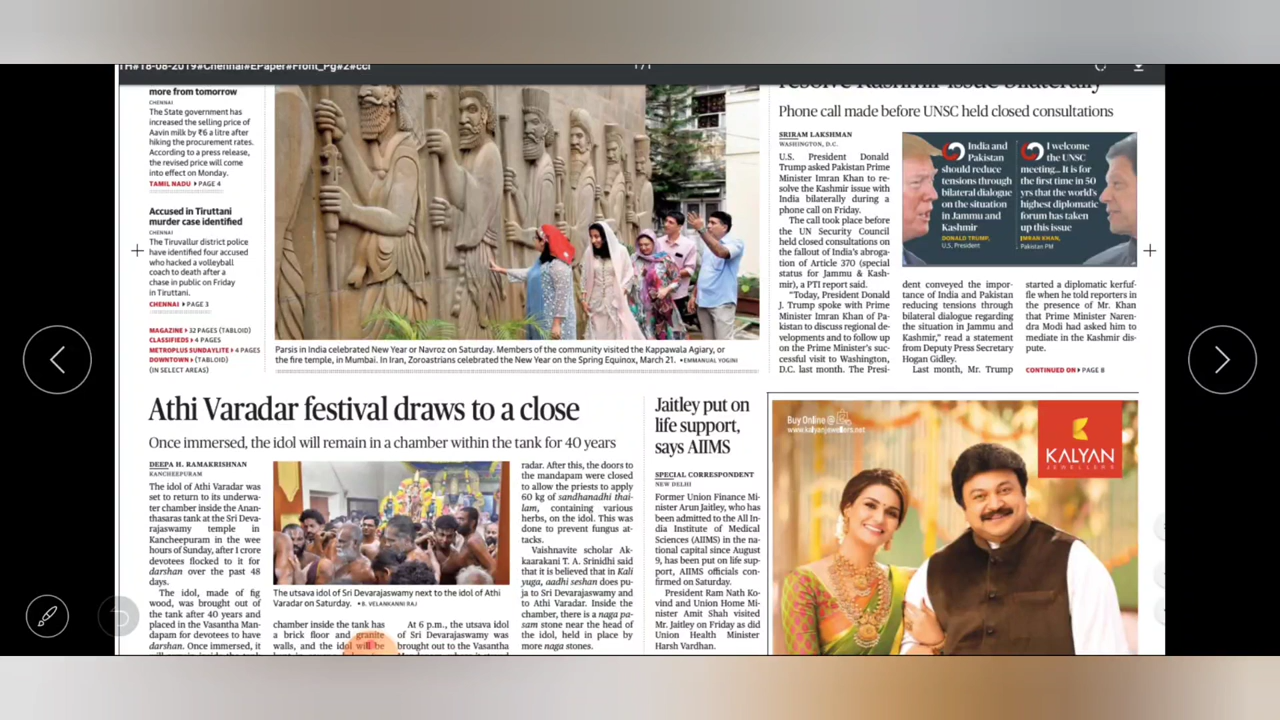 TH#18-08-2019#Chennai#EPaper#Front_Pg#2#cci
1 / 1
more from tomorrow
CHENNAI
The State government has
increased the selling price of
Aavin milk by ₹6 a litre after
hiking the procurement rates.
According to a press release,
the revised price will come
into effect on Monday.
TAMIL NADU ▸ PAGE 4
Accused in Tiruttani
murder case identified
CHENNAI
The Tiruvallur district police
have identified four accused
who hacked a volleyball
coach to death after a
chase in public on Friday
in Tiruttani.
CHENNAI ▸ PAGE 3
MAGAZINE ▸ 32 PAGES (TABLOID)
CLASSIFIEDS ▸ 4 PAGES
METROPLUS SUNDAYLITE ▸ 4 PAGES
DOWNTOWN ▸ (TABLOID)
(IN SELECT AREAS)
Parsis in India celebrated New Year or Navroz on Saturday. Members of the community visited the Kappawala Agiary, or
the fire temple, in Mumbai. In Iran, Zoroastrians celebrated the New Year on the Spring Equinox, March 21. • EMMANUAL YOGINI
resolve Kashmir issue bilaterally
Phone call made before UNSC held closed consultations
SRIRAM LAKSHMAN
WASHINGTON, D.C.
U.S. President Donald
Trump asked Pakistan Prime
Minister Imran Khan to re-
solve the Kashmir issue with
India bilaterally during a
phone call on Friday.
The call took place before
the UN Security Council
held closed consultations on
the fallout of India's abroga-
tion of Article 370 (special
status for Jammu & Kash-
mir), a PTI report said.
"Today, President Donald
J. Trump spoke with Prime
Minister Imran Khan of Pa-
kistan to discuss regional de-
velopments and to follow up
on the Prime Minister's suc-
cessful visit to Washington,
D.C. last month. The Presi-
India and
Pakistan
should reduce
tensions through
bilateral dialogue
on the situation
in Jammu and
Kashmir
DONALD TRUMP,
U.S. President
I welcome
the UNSC
meeting... It is for
the first time in 50
yrs that the world's
highest diplomatic
forum has taken
up this issue
IMRAN KHAN,
Pakistan PM
dent conveyed the impor-
tance of India and Pakistan
reducing tensions through
bilateral dialogue regarding
the situation in Jammu and
Kashmir," read a statement
from Deputy Press Secretary
Hogan Gidley.
Last month, Mr. Trump
started a diplomatic kerfuf-
fle when he told reporters in
the presence of Mr. Khan
that Prime Minister Naren-
dra Modi had asked him to
mediate in the Kashmir dis-
pute.
CONTINUED ON ▸ PAGE 8
Athi Varadar festival draws to a close
Once immersed, the idol will remain in a chamber within the tank for 40 years
DEEPA H. RAMAKRISHNAN
KANCHEEPURAM
The idol of Athi Varadar was
set to return to its underwa-
ter chamber inside the Anan-
thasaras tank at the Sri Deva-
rajaswamy temple in
Kancheepuram in the wee
hours of Sunday, after 1 crore
devotees flocked to it for
darshan over the past 48
days.
The idol, made of fig
wood, was brought out of
the tank after 40 years and
placed in the Vasantha Man-
dapam for devotees to have
darshan. Once immersed, it
The utsava idol of Sri Devarajaswamy next to the idol of Athi
Varadar on Saturday. • B. VELANKANNI RAJ
chamber inside the tank has
a brick floor and granite
walls, and the idol will be
At 6 p.m., the utsava idol
of Sri Devarajaswamy was
brought out to the Vasantha
radar. After this, the doors to
the mandapam were closed
to allow the priests to apply
60 kg of sandhanadhi thai-
lam, containing various
herbs, on the idol. This was
done to prevent fungus at-
tacks.
Vaishnavite scholar Ak-
kaarakani T. A. Srinidhi said
that it is believed that in Kali
yuga, aadhi seshan does pu-
ja to Sri Devarajaswamy and
to Athi Varadar. Inside the
chamber, there is a naga pa-
sam stone near the head of
the idol, held in place by
more naga stones.
Jaitley put on
life support,
says AIIMS
SPECIAL CORRESPONDENT
NEW DELHI
Former Union Finance Mi-
nister Arun Jaitley, who has
been admitted to the All In-
dia Institute of Medical
Sciences (AIIMS) in the na-
tional capital since August
9, has been put on life sup-
port, AIIMS officials con-
firmed on Saturday.
President Ram Nath Ko-
vind and Union Home Mi-
nister Amit Shah visited
Mr. Jaitley on Friday as did
Union Health Minister
Harsh Vardhan.
Buy Online @
www.kalyanjewellers.net
KALYAN
JEWELLERS